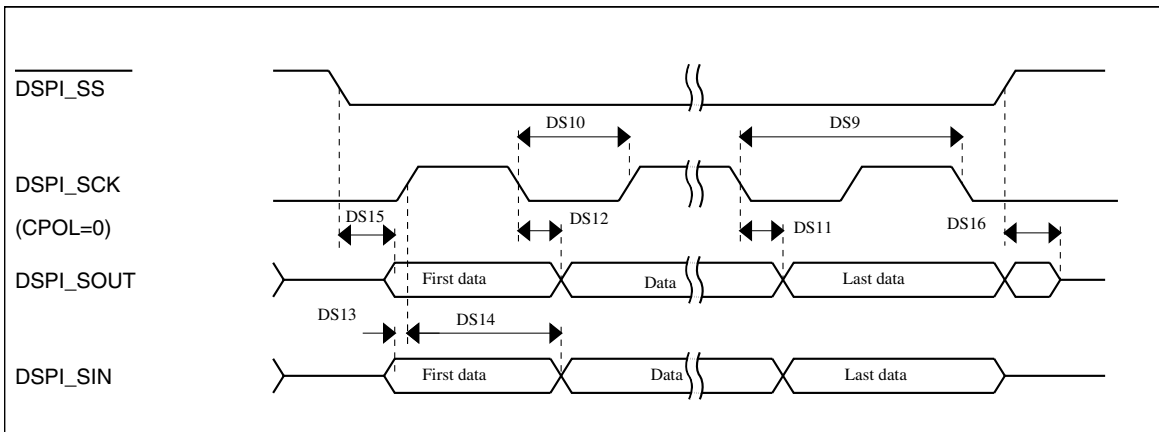 DSPI_SS
DS10
DS9
DSPI_SCK
(CPOL=0)
DS15
DS12
DS11
DS16
DSPI_SOUT
First data
Data
Last data
DS13
DS14
DSPI_SIN
First data
Data
Last data